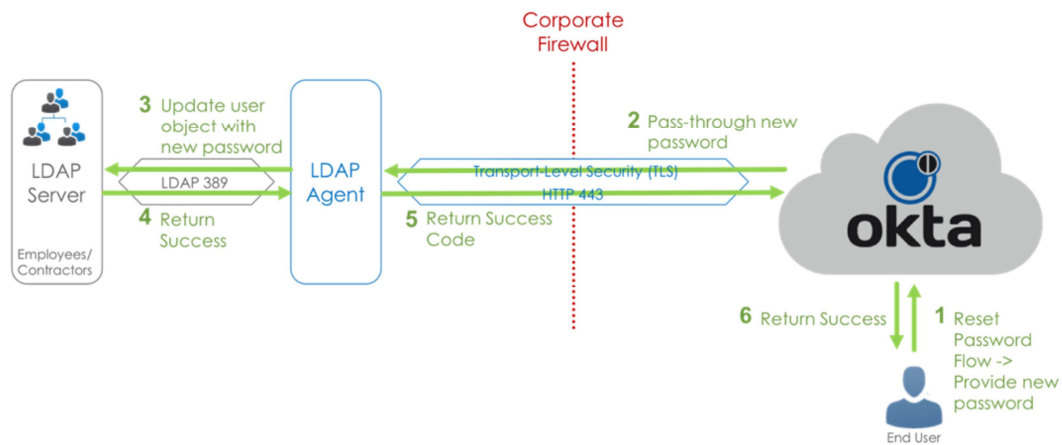 Corporate
Firewall
3 Update user
object with
new password
2 Pass-through new
password
LDAP
Server
LDAP 389
LDAP
Agent
Transport-Level Security (TLS)
HTTP 443
okta
4 Return
Success
5 Return Success
Code
Employees/
Contractors
6 Return Success
1 Reset
Password
Flow ->
Provide new
password
End User